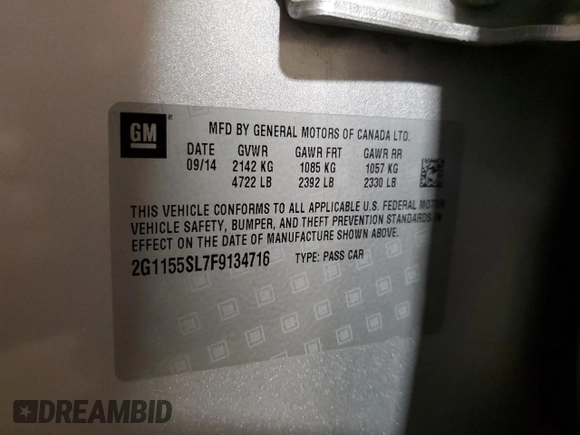 GM
MFD BY GENERAL MOTORS OF CANADA LTD.
DATE GVWR GAWR FRT GAWR RR
09/14 2142 KG 1085 KG 1057 KG
4722 LB 2392 LB 2330 LB
THIS VEHICLE CONFORMS TO ALL APPLICABLE U.S. FEDERAL MOTOR
VEHICLE SAFETY, BUMPER, AND THEFT PREVENTION STANDARDS IN
EFFECT ON THE DATE OF MANUFACTURE SHOWN ABOVE.
2G1155SL7F9134716 TYPE: PASS CAR
DREAMBID